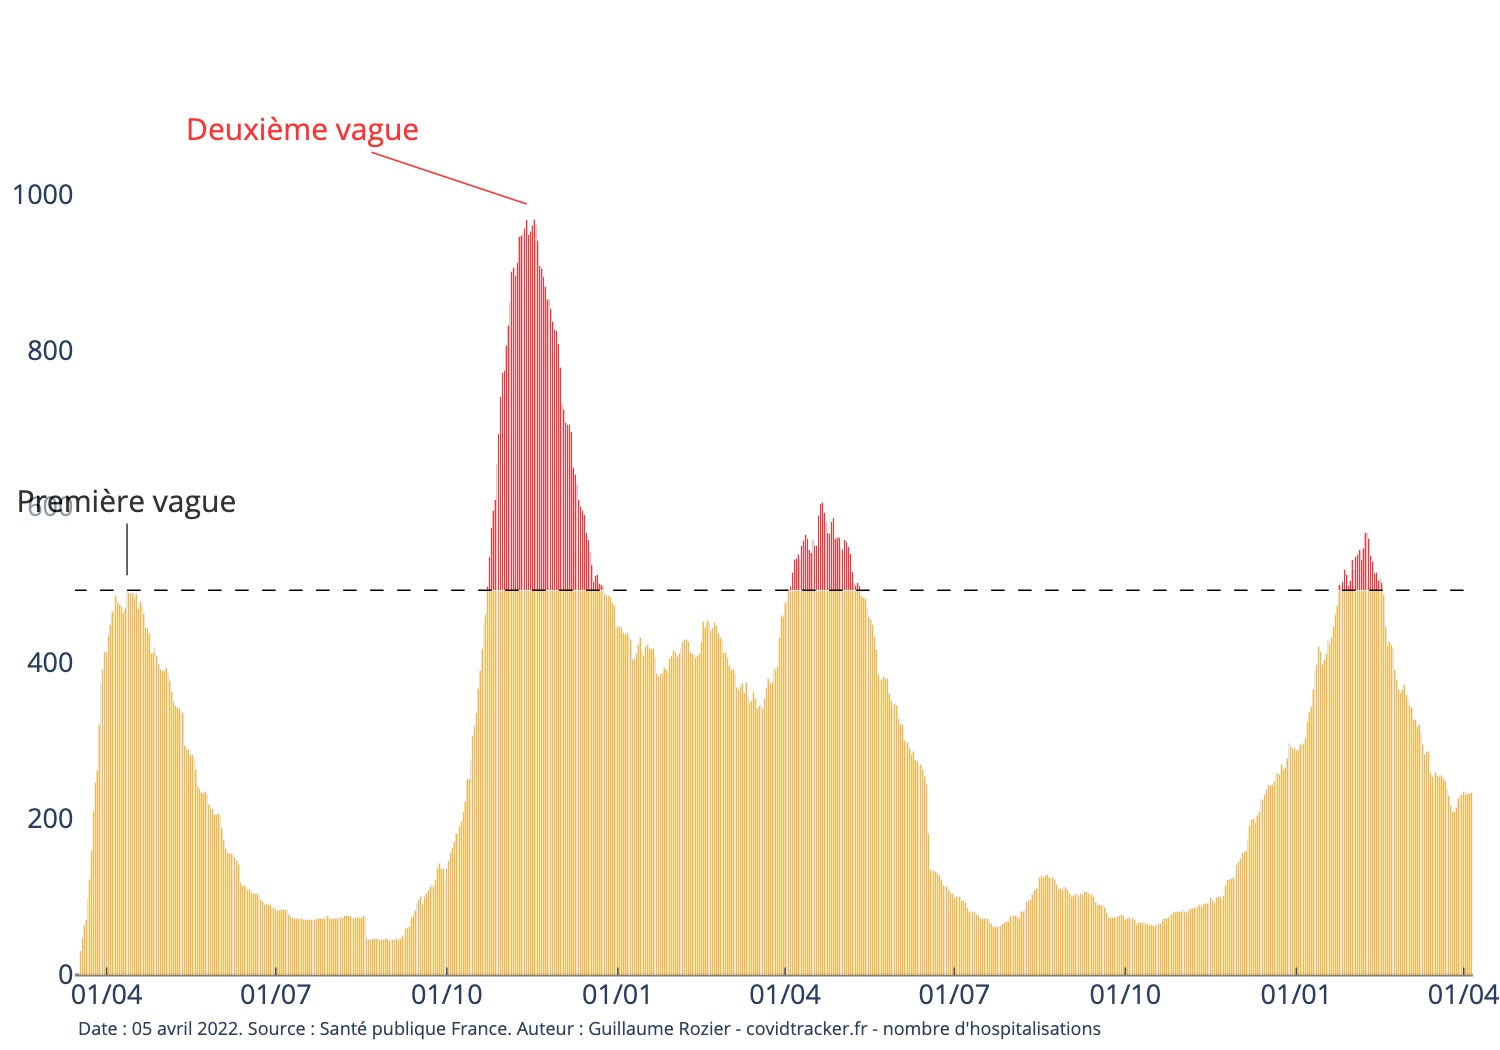 Deuxième vague
1000
800
Première vague
600
400
200
0
01/04 01/07 01/10 01/01 01/04 01/07 01/10 01/01 01/04
Date : 05 avril 2022. Source : Santé publique France. Auteur : Guillaume Rozier - covidtracker.fr - nombre d'hospitalisations